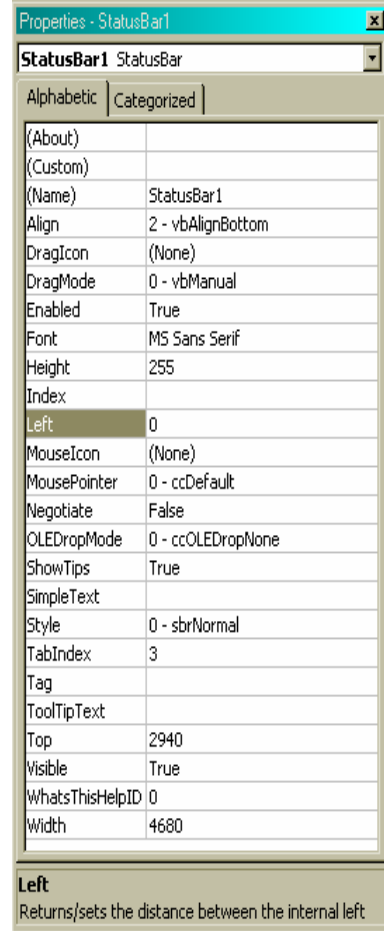 Properties - StatusBar1
StatusBar1 StatusBar
Alphabetic Categorized
(About)
(Custom)
(Name) StatusBar1
Align 2 - vbAlignBottom
DragIcon (None)
DragMode 0 - vbManual
Enabled True
Font MS Sans Serif
Height 255
Index
Left 0
MouseIcon (None)
MousePointer 0 - ccDefault
Negotiate False
OLEDropMode 0 - ccOLEDropNone
ShowTips True
SimpleText
Style 0 - sbrNormal
TabIndex 3
Tag
ToolTipText
Top 2940
Visible True
WhatsThisHelpID 0
Width 4680
Left
Returns/sets the distance between the internal left